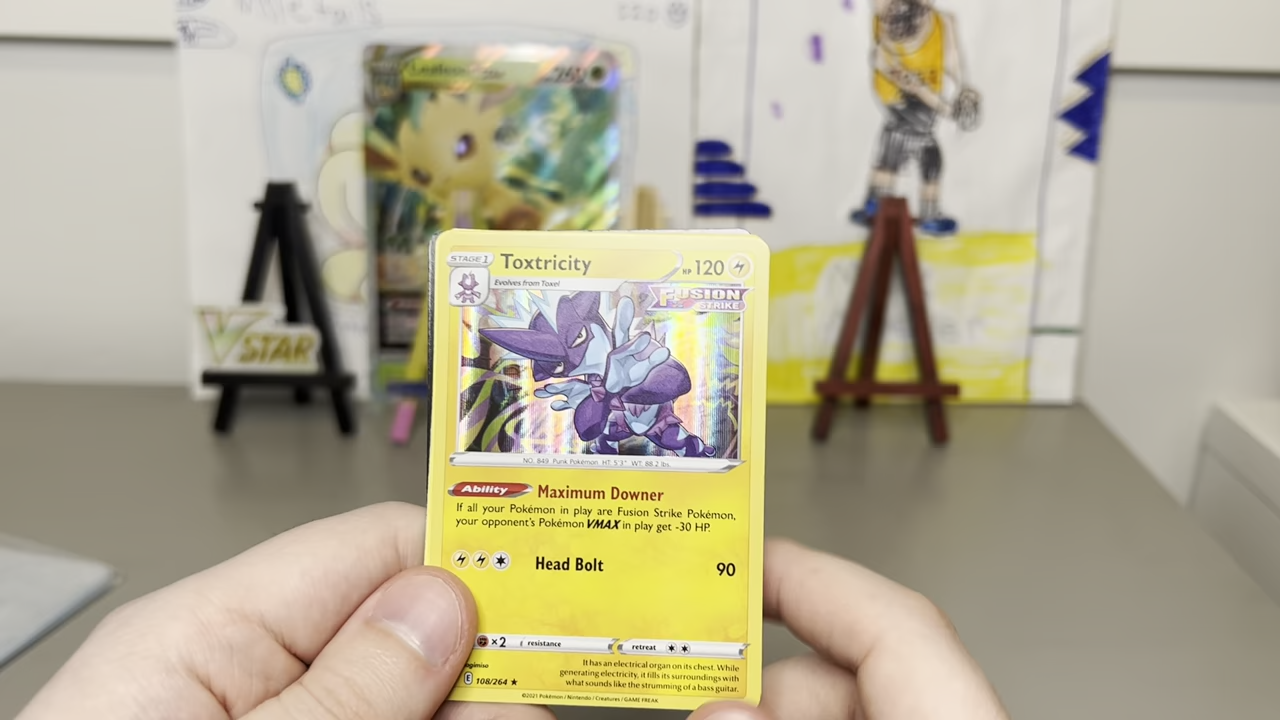 V
STAR
STAGE 1
Toxtricity
HP 120
Evolves from Toxel
FUSION
STRIKE
NO. 849 Punk Pokémon. HT. 5'3" WT. 88.2 lbs.
Ability Maximum Downer
If all your Pokémon in play are Fusion Strike Pokémon,
your opponent's Pokémon VMAX in play get -30 HP.
Head Bolt 90
×2 resistance retreat
It has an electrical organ on its chest. While
generating electricity, it fills its surroundings with
what sounds like the strumming of a bass guitar.
E 108/264 ★
©2021 Pokémon / Nintendo / Creatures / GAME FREAK